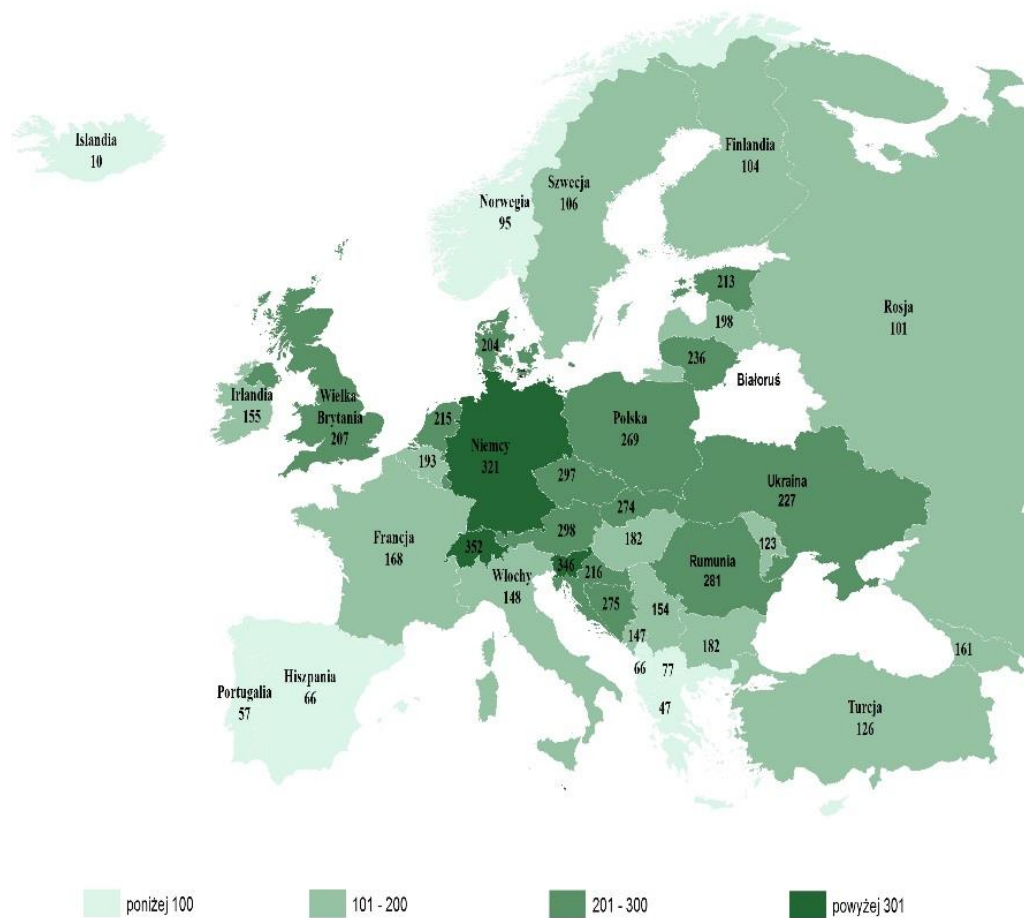 Islandia
10
Finlandia
104
Szwecja
106
Norwegia
95
213
Rosja
101
198
204
236
Białoruś
Irlandia
155
Wielka
Brytania
207
215
Polska
269
Niemcy
321
193
297
Ukraina
227
274
298
Francja
168
182
123
352
346
216
Rumunia
281
Włochy
148
275
154
147
182
161
66
77
Hiszpania
66
Portugalia
57
47
Turcja
126
poniżej 100
101 - 200
201 - 300
powyżej 301